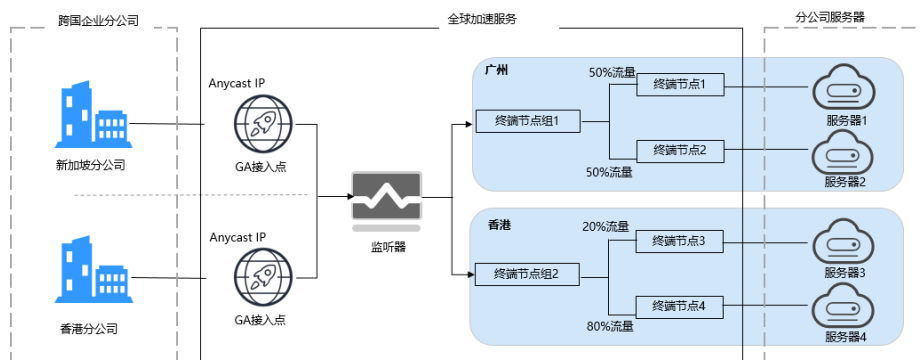 跨国企业分公司
全球加速服务
分公司服务器
Anycast IP
GA接入点
新加坡分公司
Anycast IP
GA接入点
香港分公司
监听器
广州
终端节点组1
50%流量
终端节点1
服务器1
50%流量
终端节点2
服务器2
香港
终端节点组2
20%流量
终端节点3
服务器3
80%流量
终端节点4
服务器4